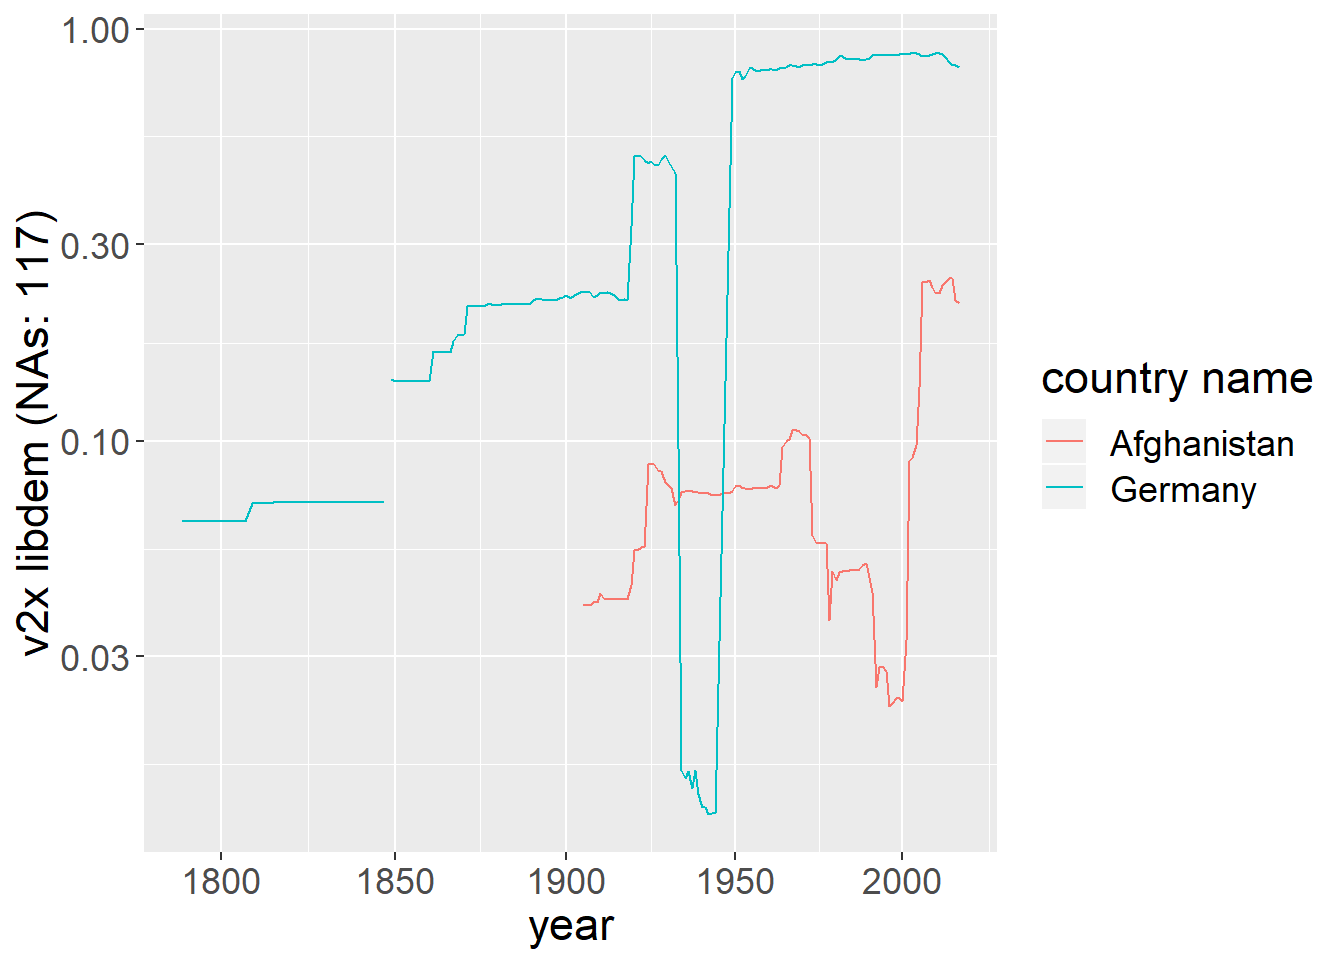 1.00
0.30
0.10
0.03
v2x libdem (NAs: 117)
1800 1850 1900 1950 2000
year
country name
Afghanistan
Germany